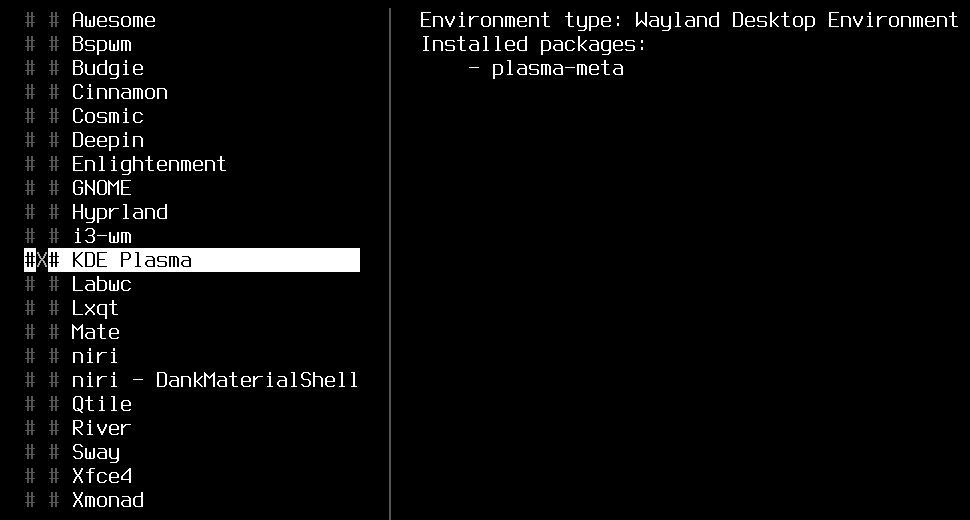 # # Awesome
# # Bspwm
# # Budgie
# # Cinnamon
# # Cosmic
# # Deepin
# # Enlightenment
# # GNOME
# # Hyprland
# # i3-wm
#X# KDE Plasma
# # Labwc
# # Lxqt
# # Mate
# # niri
# # niri - DankMaterialShell
# # Qtile
# # River
# # Sway
# # Xfce4
# # Xmonad
Environment type: Wayland Desktop Environment
Installed packages:
    - plasma-meta